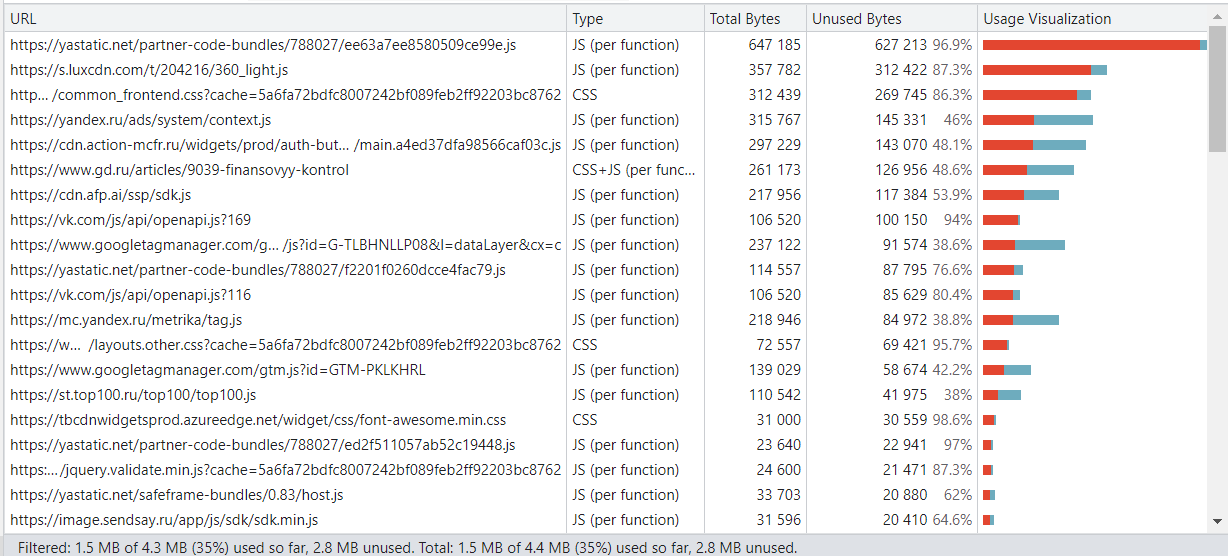 URL Type Total Bytes Unused Bytes Usage Visualization
https://yastatic.net/partner-code-bundles/788027/ee63a7ee8580509ce99e.js JS (per function) 647 185 627 213 96.9%
https://s.luxcdn.com/t/204216/360_light.js JS (per function) 357 782 312 422 87.3%
http… /common_frontend.css?cache=5a6fa72bdfc8007242bf089feb2ff92203bc8762 CSS 312 439 269 745 86.3%
https://yandex.ru/ads/system/context.js JS (per function) 315 767 145 331 46%
https://cdn.action-mcfr.ru/widgets/prod/auth-but… /main.a4ed37dfa98566caf03c.js JS (per function) 297 229 143 070 48.1%
https://www.gd.ru/articles/9039-finansovyy-kontrol CSS+JS (per func… 261 173 126 956 48.6%
https://cdn.afp.ai/ssp/sdk.js JS (per function) 217 956 117 384 53.9%
https://vk.com/js/api/openapi.js?169 JS (per function) 106 520 100 150 94%
https://www.googletagmanager.com/g… /js?id=G-TLBHNLLP08&l=dataLayer&cx=c JS (per function) 237 122 91 574 38.6%
https://yastatic.net/partner-code-bundles/788027/f2201f0260dcce4fac79.js JS (per function) 114 557 87 795 76.6%
https://vk.com/js/api/openapi.js?116 JS (per function) 106 520 85 629 80.4%
https://mc.yandex.ru/metrika/tag.js JS (per function) 218 946 84 972 38.8%
https://w… /layouts.other.css?cache=5a6fa72bdfc8007242bf089feb2ff92203bc8762 CSS 72 557 69 421 95.7%
https://www.googletagmanager.com/gtm.js?id=GTM-PKLKHRL JS (per function) 139 029 58 674 42.2%
https://st.top100.ru/top100/top100.js JS (per function) 110 542 41 975 38%
https://tbcdnwidgetsprod.azureedge.net/widget/css/font-awesome.min.css CSS 31 000 30 559 98.6%
https://yastatic.net/partner-code-bundles/788027/ed2f511057ab52c19448.js JS (per function) 23 640 22 941 97%
https:… /jquery.validate.min.js?cache=5a6fa72bdfc8007242bf089feb2ff92203bc8762 JS (per function) 24 600 21 471 87.3%
https://yastatic.net/safeframe-bundles/0.83/host.js JS (per function) 33 703 20 880 62%
https://image.sendsay.ru/app/js/sdk/sdk.min.js JS (per function) 31 596 20 410 64.6%
Filtered: 1.5 MB of 4.3 MB (35%) used so far, 2.8 MB unused. Total: 1.5 MB of 4.4 MB (35%) used so far, 2.8 MB unused.